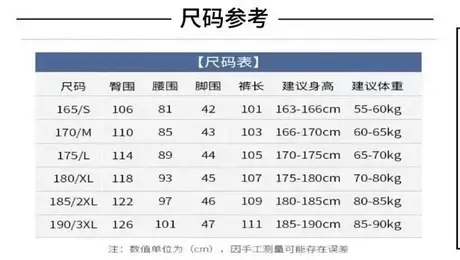 尺码参考
【尺码表】
尺码 臀围 腰围 脚围 裤长 建议身高 建议体重
165/S 106 81 42 101 163-166cm 55-60kg
170/M 110 85 43 103 166-170cm 60-65kg
175/L 114 89 44 105 170-175cm 65-70kg
180/XL 118 93 45 107 175-180cm 70-80kg
185/2XL 122 97 46 109 180-185cm 80-85kg
190/3XL 126 101 47 111 185-190cm 85-90kg
注：数值单位为（cm），因手工测量可能存在误差